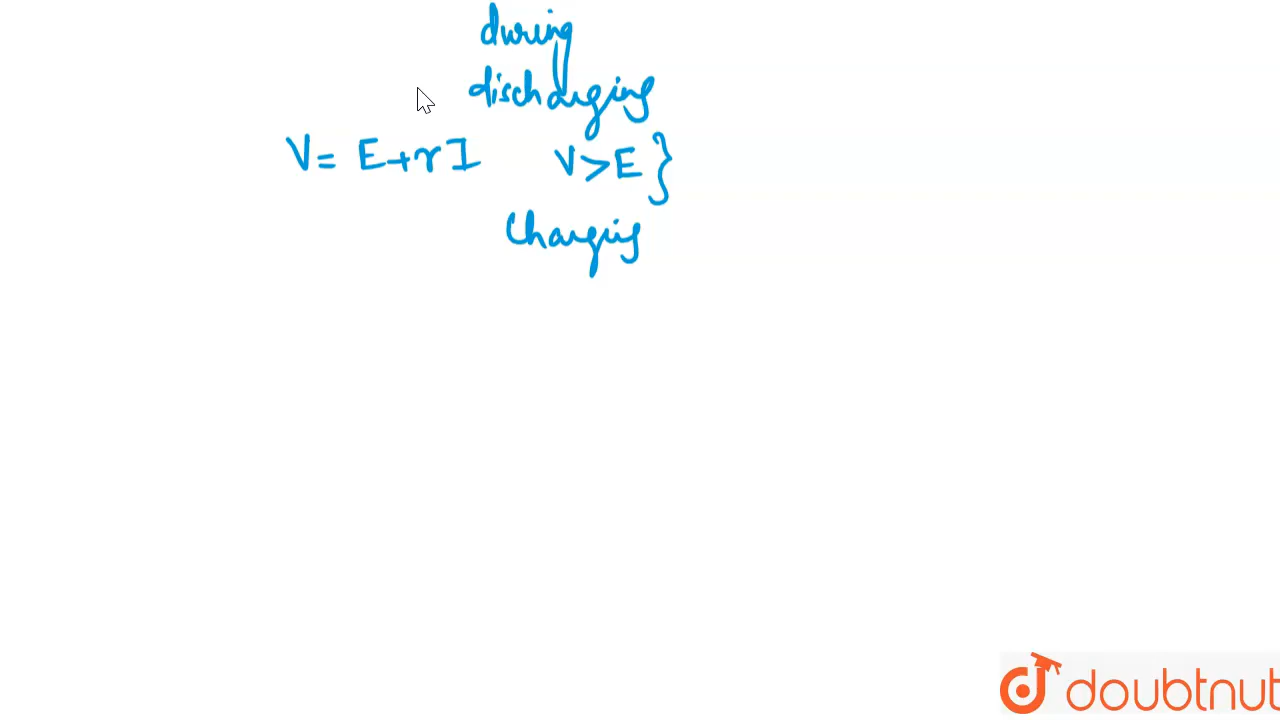 during
discharging
V = E + rI V > E }
Charging
doubtnut